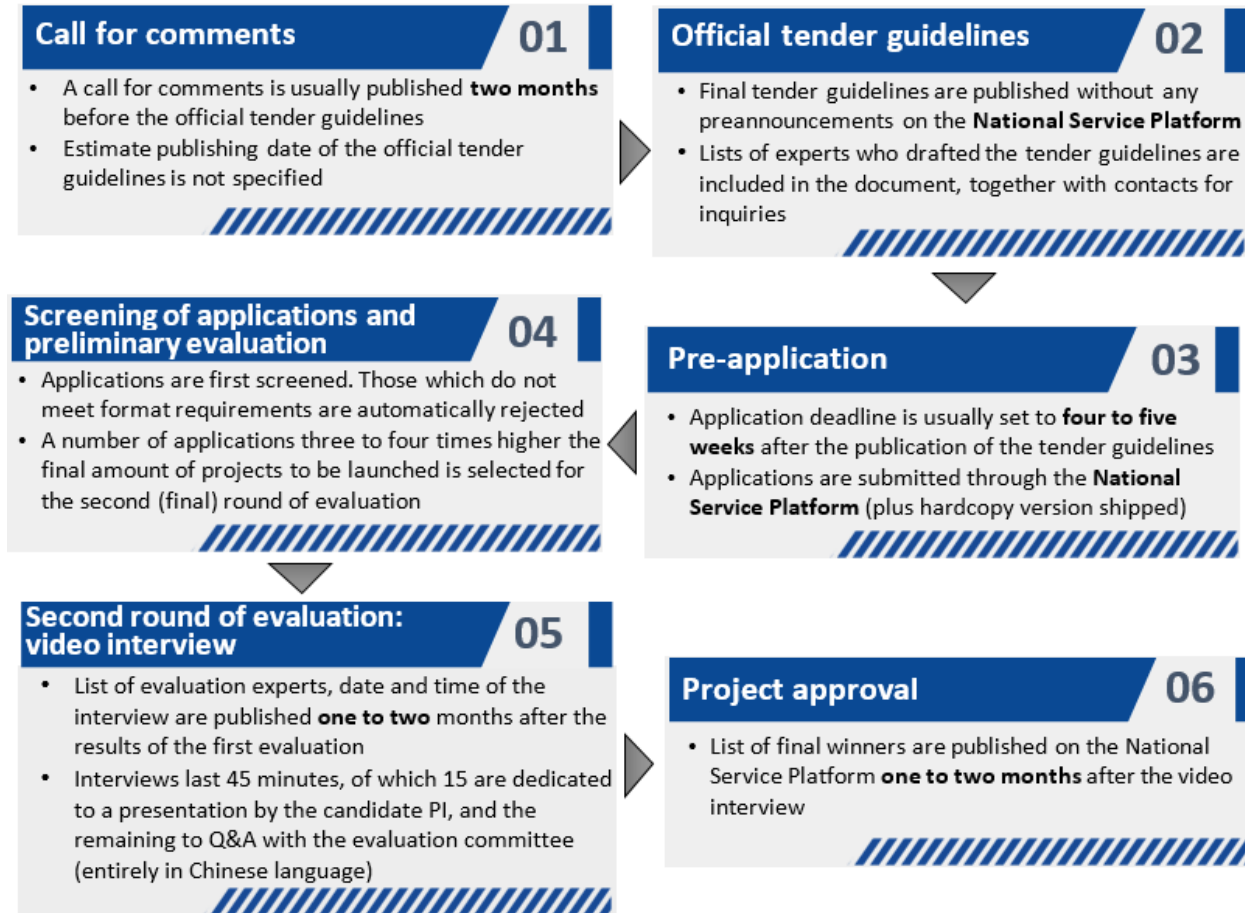 Call for comments
01
• A call for comments is usually published two months
before the official tender guidelines
• Estimate publishing date of the official tender
guidelines is not specified
Official tender guidelines
02
• Final tender guidelines are published without any
preannouncements on the National Service Platform
• Lists of experts who drafted the tender guidelines are
included in the document, together with contacts for
inquiries
Pre-application
03
• Application deadline is usually set to four to five
weeks after the publication of the tender guidelines
• Applications are submitted through the National
Service Platform (plus hardcopy version shipped)
Screening of applications and
preliminary evaluation
04
• Applications are first screened. Those which do not
meet format requirements are automatically rejected
• A number of applications three to four times higher the
final amount of projects to be launched is selected for
the second (final) round of evaluation
Second round of evaluation:
video interview
05
• List of evaluation experts, date and time of the
interview are published one to two months after the
results of the first evaluation
• Interviews last 45 minutes, of which 15 are dedicated
to a presentation by the candidate PI, and the
remaining to Q&A with the evaluation committee
(entirely in Chinese language)
Project approval
06
• List of final winners are published on the National
Service Platform one to two months after the video
interview